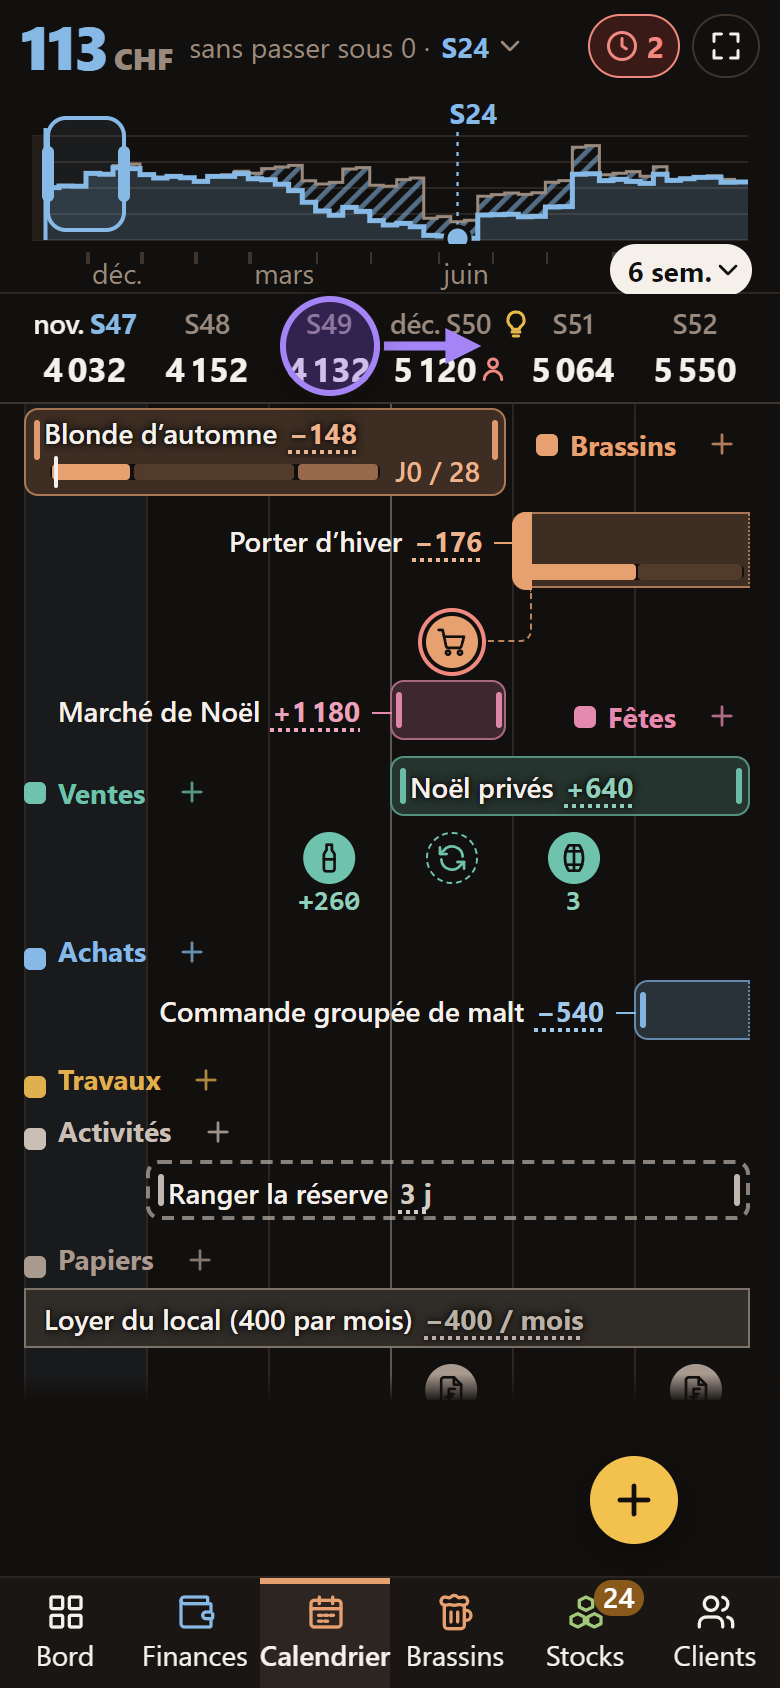 113 CHF sans passer sous 0 · S24
2
S24
déc. mars juin
6 sem.
nov. S47 S48 S49 déc. S50 S51 S52
4 032 4 152 4 132 5 120 5 064 5 550
Blonde d’automne −148
J0 / 28
Brassins +
Porter d’hiver −176
Marché de Noël +1 180
Fêtes +
Ventes +
Noël privés +640
+260 3
Achats +
Commande groupée de malt −540
Travaux +
Activités +
Ranger la réserve 3 j
Papiers +
Loyer du local (400 par mois) −400 / mois
+
24
Bord Finances Calendrier Brassins Stocks Clients